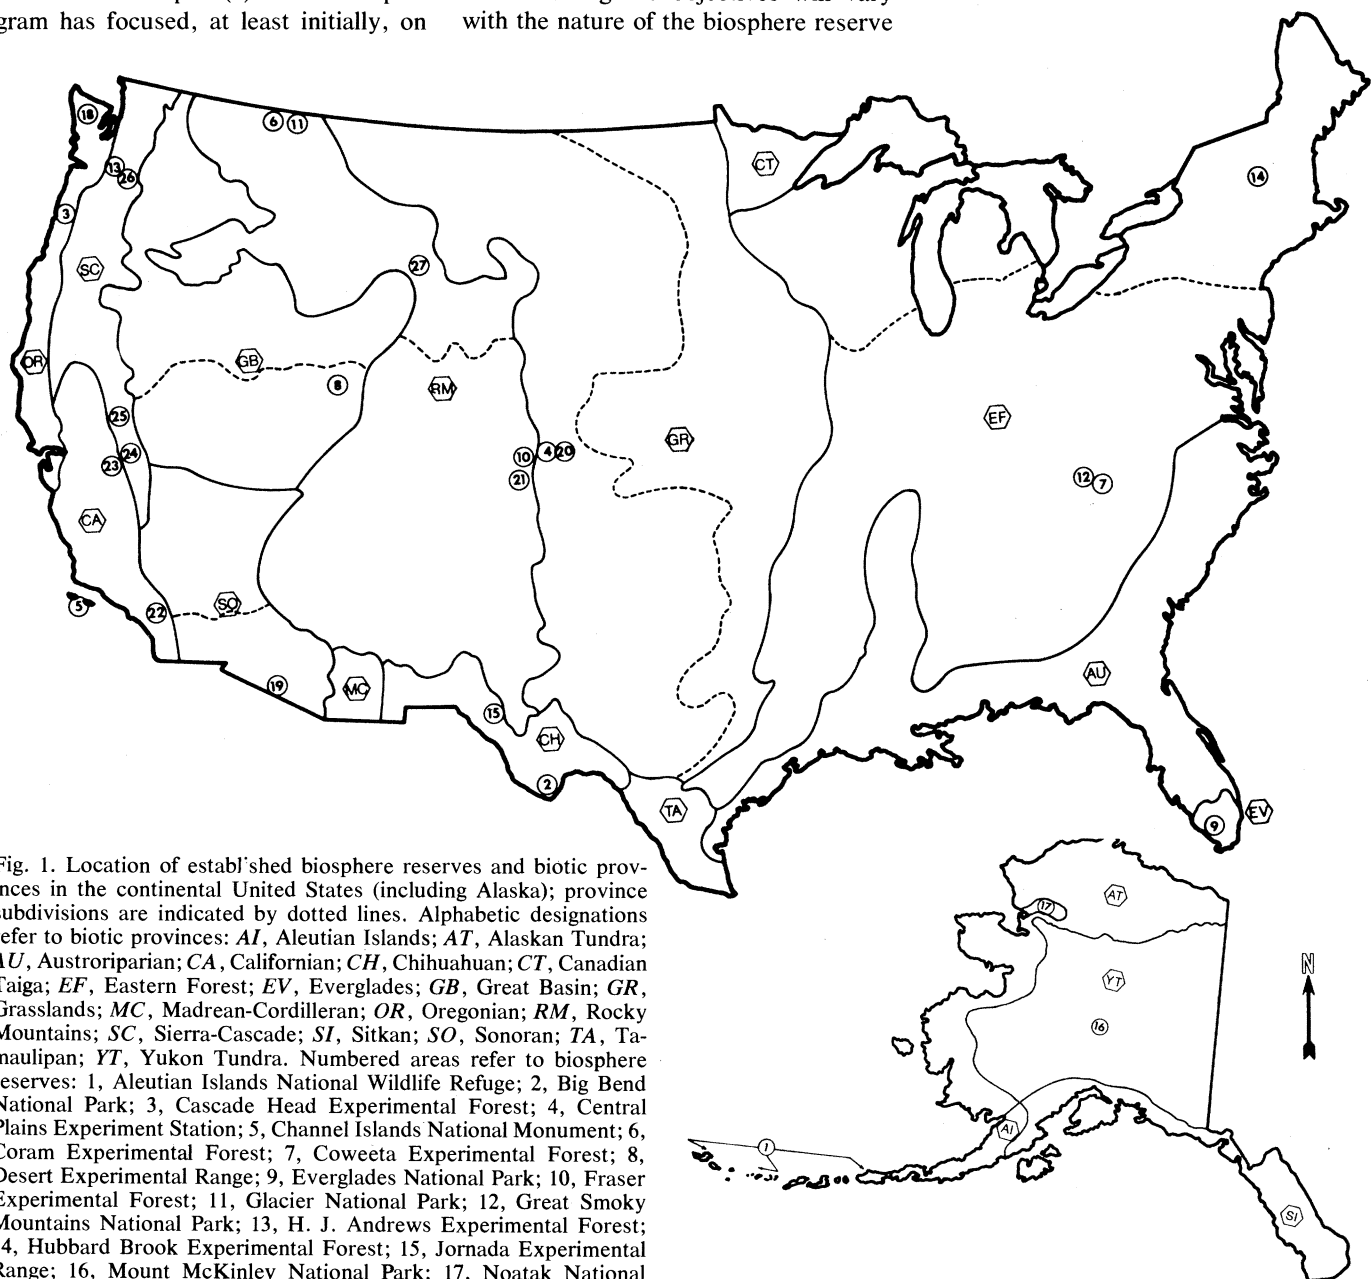 gram has focused, at least initially, on
with the nature of the biosphere reserve
18
6
11
CT
13
26
14
3
SC
27
OR
GB
8
RM
25
GR
EF
24
23
10
4
20
21
12
7
CA
5
22
SO
19
MC
15
AU
CH
2
TA
9
EV
Fig. 1. Location of established biosphere reserves and biotic prov-
inces in the continental United States (including Alaska); province
subdivisions are indicated by dotted lines. Alphabetic designations
refer to biotic provinces: AI, Aleutian Islands; AT, Alaskan Tundra;
AU, Austroriparian; CA, Californian; CH, Chihuahuan; CT, Canadian
Taiga; EF, Eastern Forest; EV, Everglades; GB, Great Basin; GR,
Grasslands; MC, Madrean-Cordilleran; OR, Oregonian; RM, Rocky
Mountains; SC, Sierra-Cascade; SI, Sitkan; SO, Sonoran; TA, Ta-
maulipan; YT, Yukon Tundra. Numbered areas refer to biosphere
reserves: 1, Aleutian Islands National Wildlife Refuge; 2, Big Bend
National Park; 3, Cascade Head Experimental Forest; 4, Central
Plains Experiment Station; 5, Channel Islands National Monument; 6,
Coram Experimental Forest; 7, Coweeta Experimental Forest; 8,
Desert Experimental Range; 9, Everglades National Park; 10, Fraser
Experimental Forest; 11, Glacier National Park; 12, Great Smoky
Mountains National Park; 13, H. J. Andrews Experimental Forest;
14, Hubbard Brook Experimental Forest; 15, Jornada Experimental
Range; 16, Mount McKinley National Park; 17, Noatak National
AT
17
YT
16
AI
1
SI
N